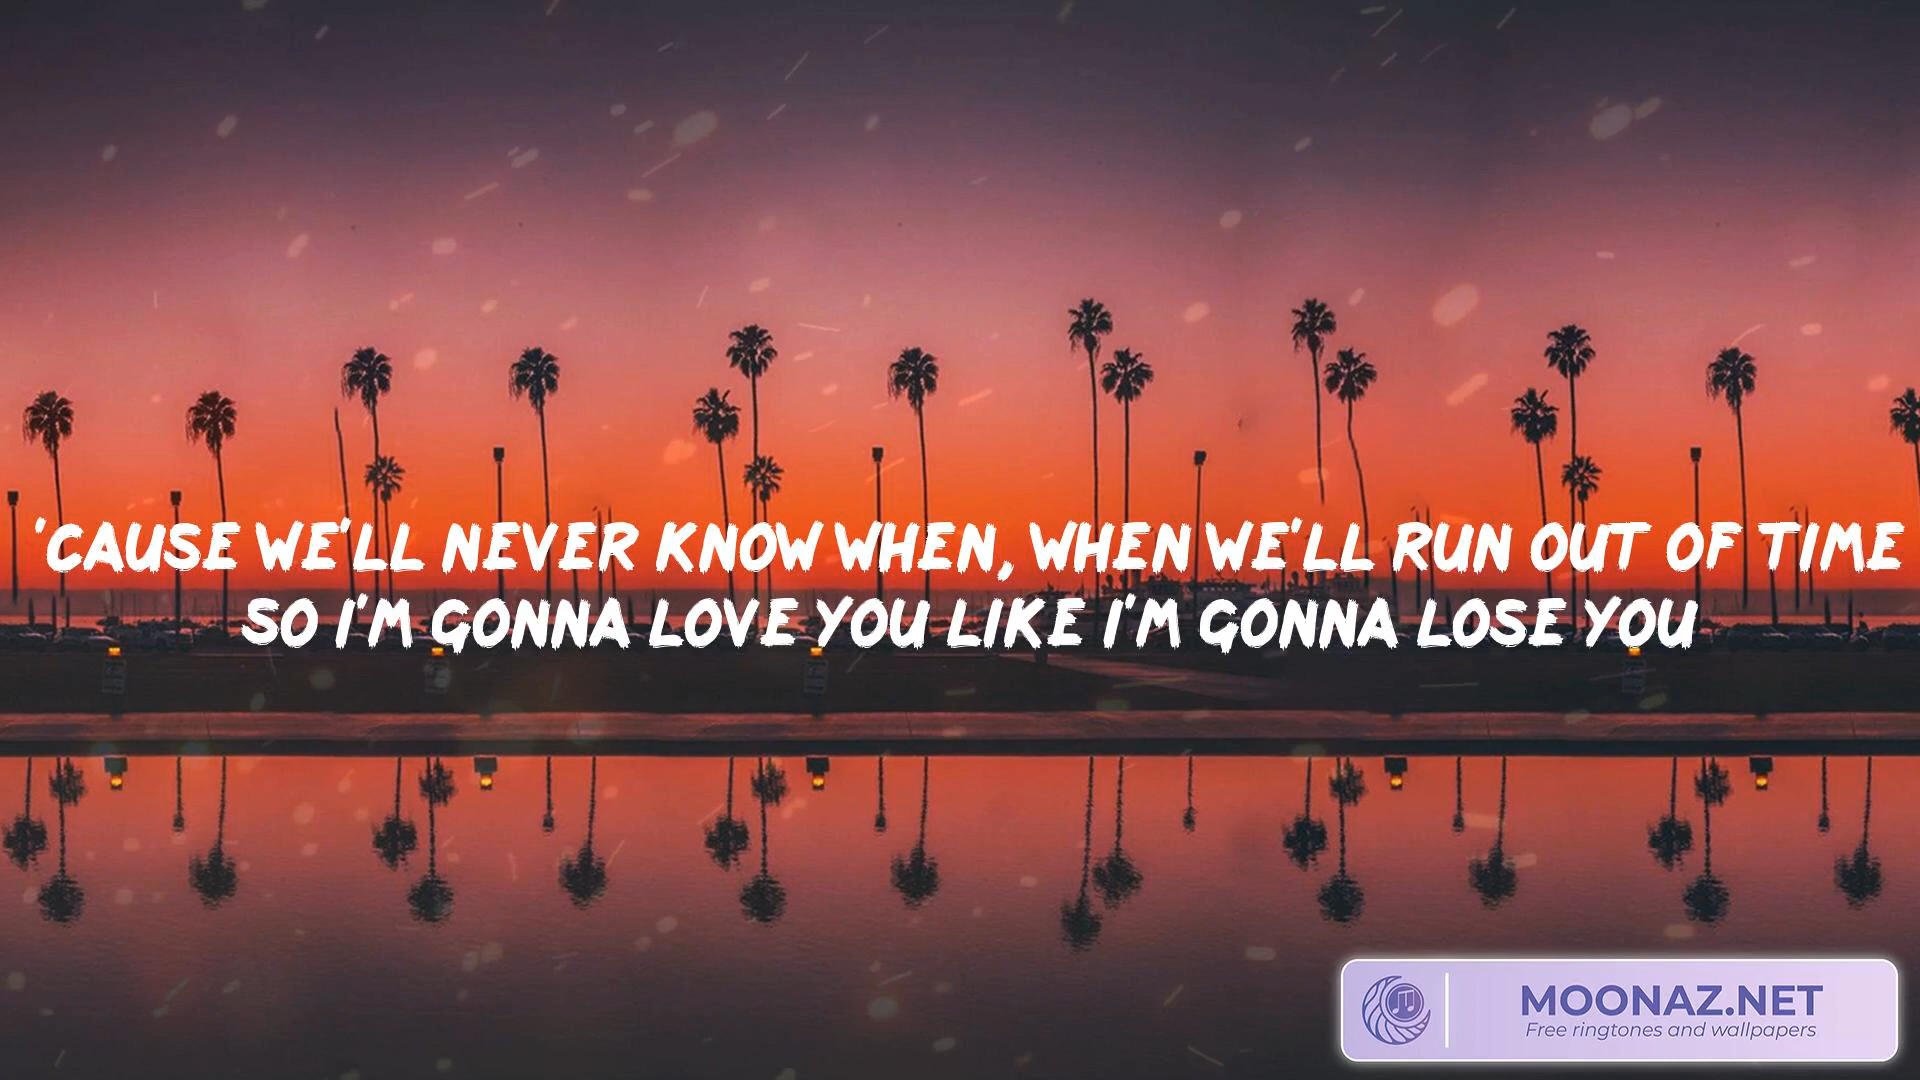 'CAUSE WE'LL NEVER KNOW WHEN, WHEN WE'LL RUN OUT OF TIME
SO I'M GONNA LOVE YOU LIKE I'M GONNA LOSE YOU
MOONAZ.NET
Free ringtones and wallpapers